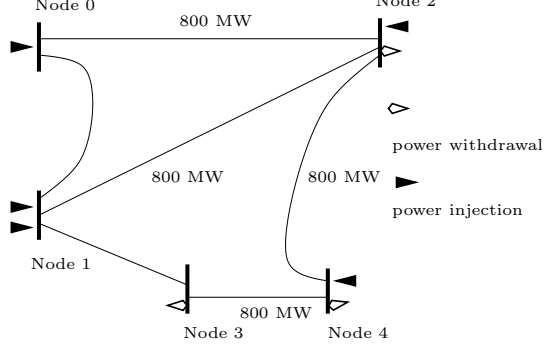 Node 0
Node 2
800 MW
power withdrawal
800 MW
800 MW
power injection
Node 1
800 MW
Node 3
Node 4